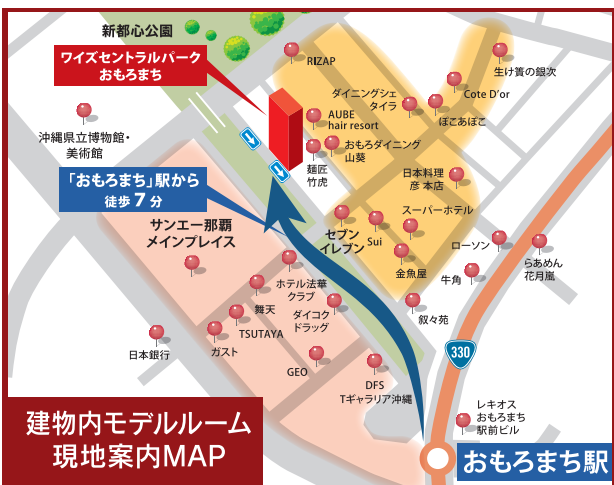 新都心公園
ワイズセントラルパーク
おもろまち
RIZAP
生け簀の銀次
Cote D'or
ダイニングシェ
タイラ
ぽこあぽこ
AUBE
hair resort
沖縄県立博物館・
美術館
おもろダイニング
山葵
麺匠
竹虎
日本料理
彦 本店
「おもろまち」駅から
徒歩7分
スーパーホテル
サンエー那覇
メインプレイス
セブン
イレブン
Sui
ローソン
らあめん
花月嵐
金魚屋
牛角
ホテル法華
クラブ
舞天
ダイコク
ドラッグ
叙々苑
TSUTAYA
ガスト
日本銀行
330
GEO
DFS
Tギャラリア沖縄
レキオス
おもろまち
駅前ビル
建物内モデルルーム
現地案内MAP
おもろまち駅